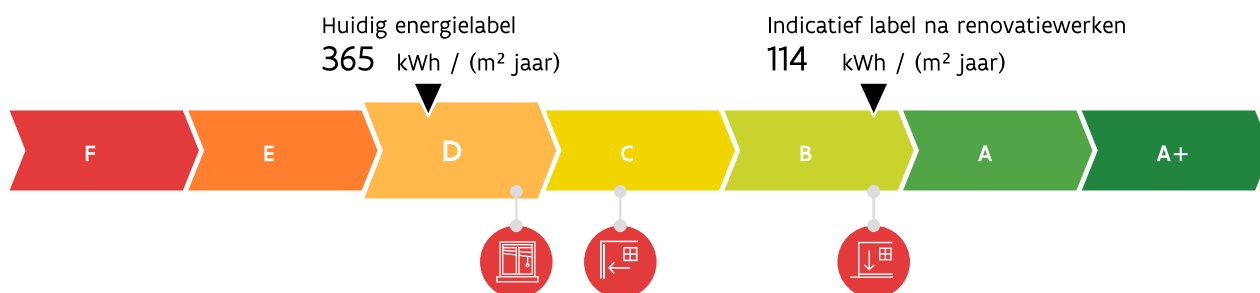 Huidig energielabel
365 kWh / (m² jaar)
Indicatief label na renovatiewerken
114 kWh / (m² jaar)
F E D C B A A+